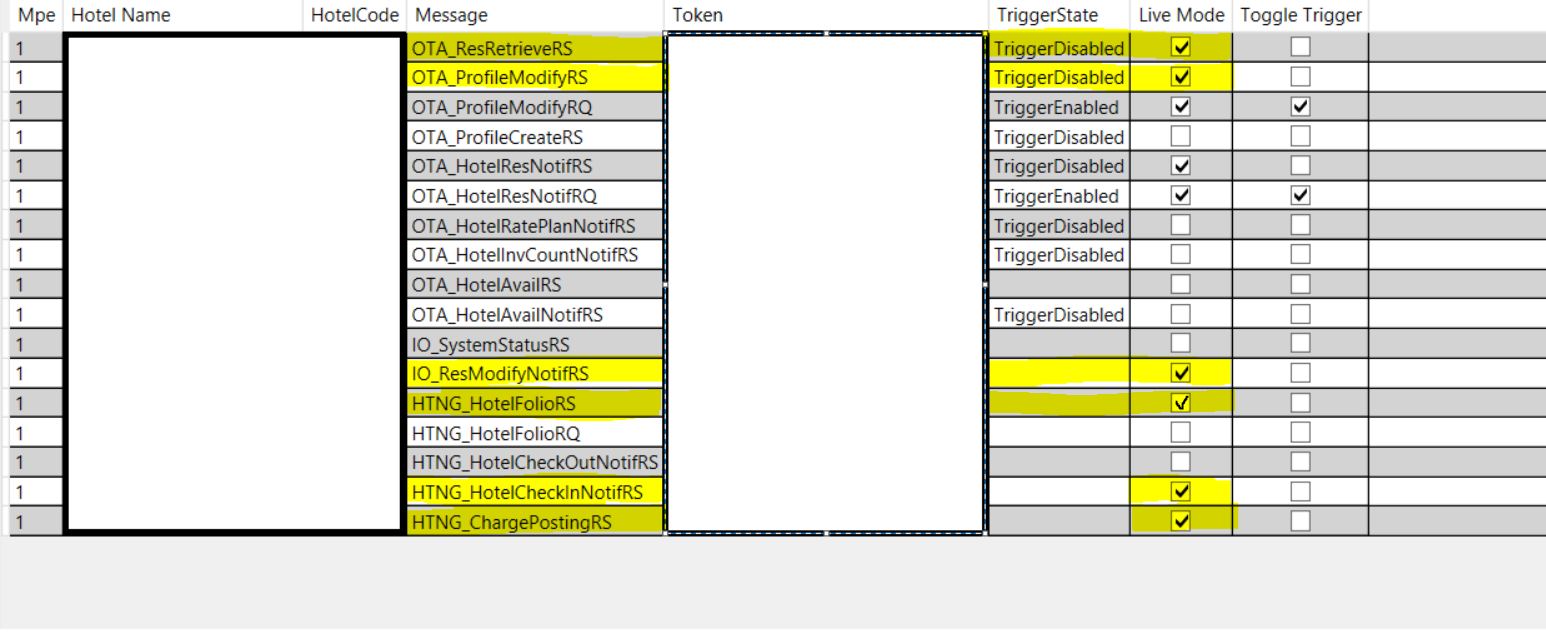 Mpe Hotel Name HotelCode Message Token TriggerState Live Mode Toggle Trigger
1 OTA_ResRetrieveRS TriggerDisabled
1 OTA_ProfileModifyRS TriggerDisabled
1 OTA_ProfileModifyRQ TriggerEnabled
1 OTA_ProfileCreateRS TriggerDisabled
1 OTA_HotelResNotifRS TriggerDisabled
1 OTA_HotelResNotifRQ TriggerEnabled
1 OTA_HotelRatePlanNotifRS TriggerDisabled
1 OTA_HotelInvCountNotifRS TriggerDisabled
1 OTA_HotelAvailRS
1 OTA_HotelAvailNotifRS TriggerDisabled
1 IO_SystemStatusRS
1 IO_ResModifyNotifRS
1 HTNG_HotelFolioRS
1 HTNG_HotelFolioRQ
1 HTNG_HotelCheckOutNotifRS
1 HTNG_HotelCheckInNotifRS
1 HTNG_ChargePostingRS